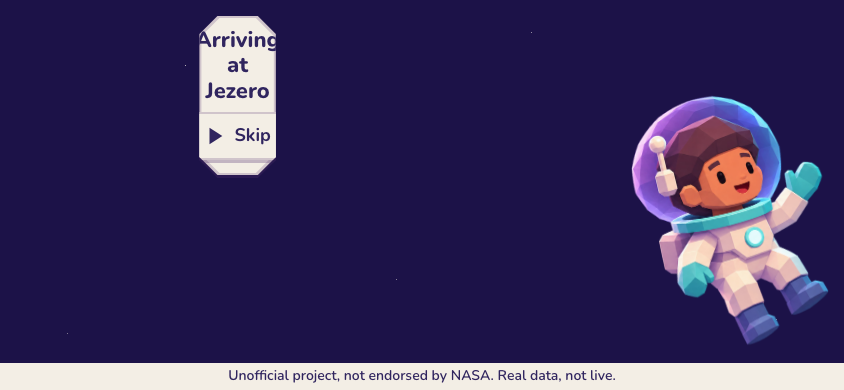 Arriving
at
Jezero
Skip
Unofficial project, not endorsed by NASA. Real data, not live.